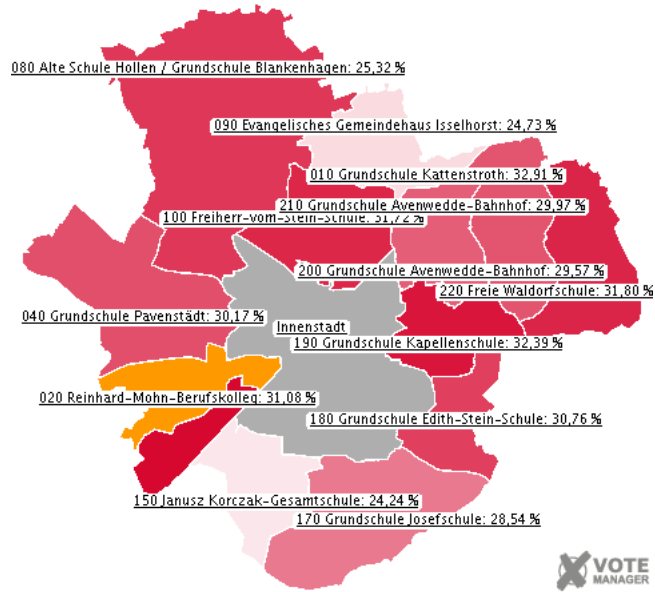 080 Alte Schule Hollen / Grundschule Blankenhagen: 25,32 %
090 Evangelisches Gemeindehaus Isselhorst: 24,73 %
010 Grundschule Kattenstroth: 32,91 %
210 Grundschule Avenwedde-Bahnhof: 29,97 %
100 Freiherr-vom-Stein-Schule: 31,72 %
200 Grundschule Avenwedde-Bahnhof: 29,57 %
220 Freie Waldorfschule: 31,80 %
040 Grundschule Pavenstädt: 30,17 %
Innenstadt
190 Grundschule Kapellenschule: 32,39 %
020 Reinhard-Mohn-Berufskolleg: 31,08 %
180 Grundschule Edith-Stein-Schule: 30,76 %
150 Janusz Korczak-Gesamtschule: 24,24 %
170 Grundschule Josefschule: 28,54 %
VOTE
MANAGER